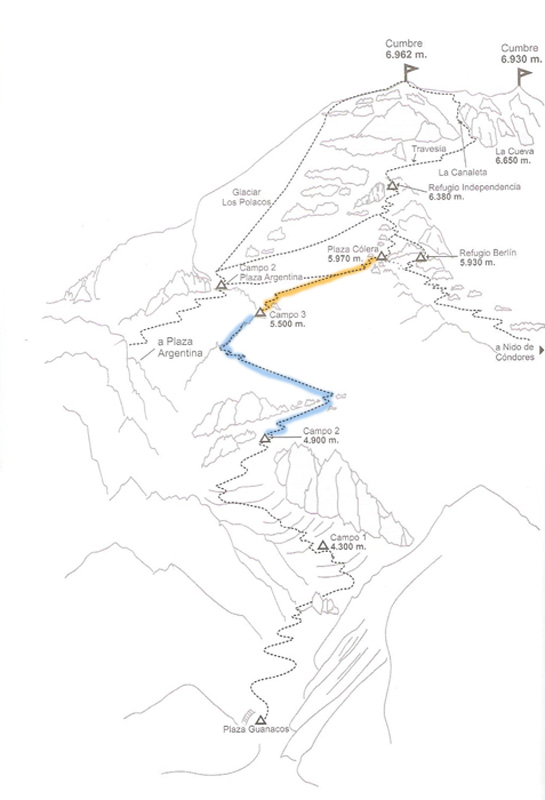 Cumbre
6.962 m.
Cumbre
6.930 m.
Travesía
La Cueva
6.650 m.
La Canaleta
Refugio Independencia
6.380 m.
Glaciar
Los Polacos
Plaza Cólera
5.970 m.
Refugio Berlín
5.930 m.
Campo 2
Plaza Argentina
Campo 3
5.500 m.
a Plaza
Argentina
a Nido de
Cóndores
Campo 2
4.900 m.
Campo 1
4.300 m.
Plaza Guanacos